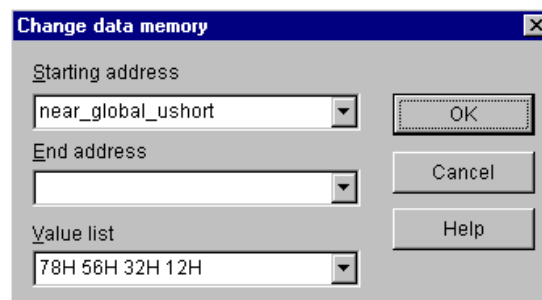 Change data memory
Starting address
near_global_ushort
OK
End address
Cancel
Value list
Help
78H 56H 32H 12H